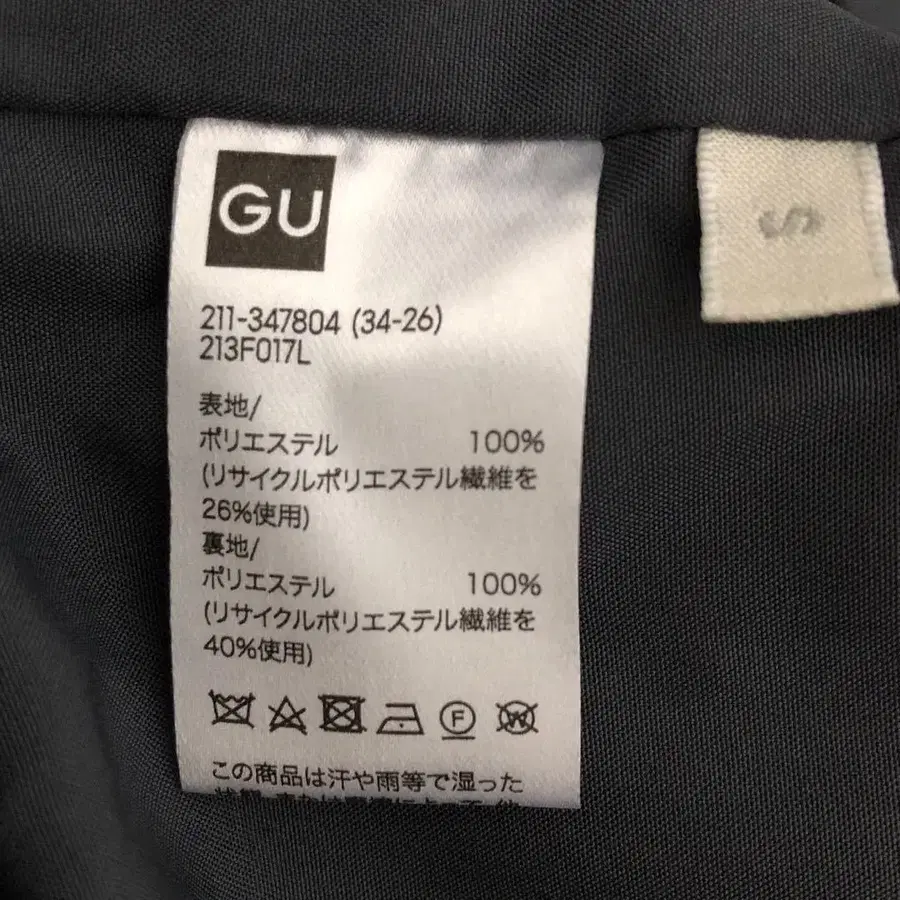 GU
S
211-347804 (34-26)
213F017L
表地/
ポリエステル 100%
(リサイクルポリエステル繊維を
26%使用)
裏地/
ポリエステル 100%
(リサイクルポリエステル繊維を
40%使用)
F
W
この商品は汗や雨等で湿った